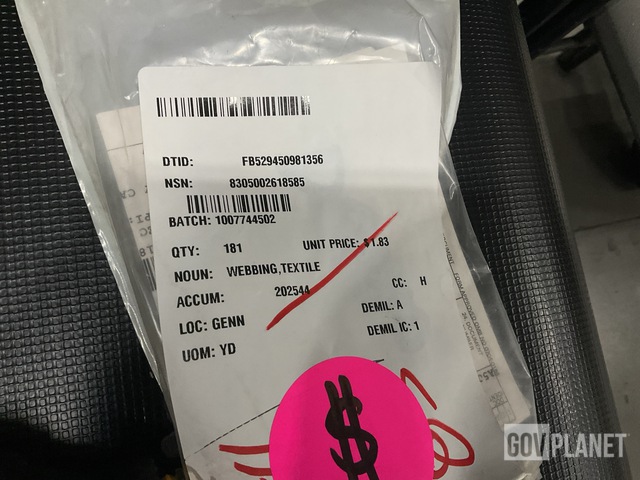 DTID: FB529450981356
NSN: 8305002618585
BATCH: 1007744502
QTY: 181 UNIT PRICE: $1.83
NOUN: WEBBING,TEXTILE
ACCUM: 202544 CC: H
LOC: GENN DEMIL: A
UOM: YD DEMIL IC: 1
$
GOVPLANET